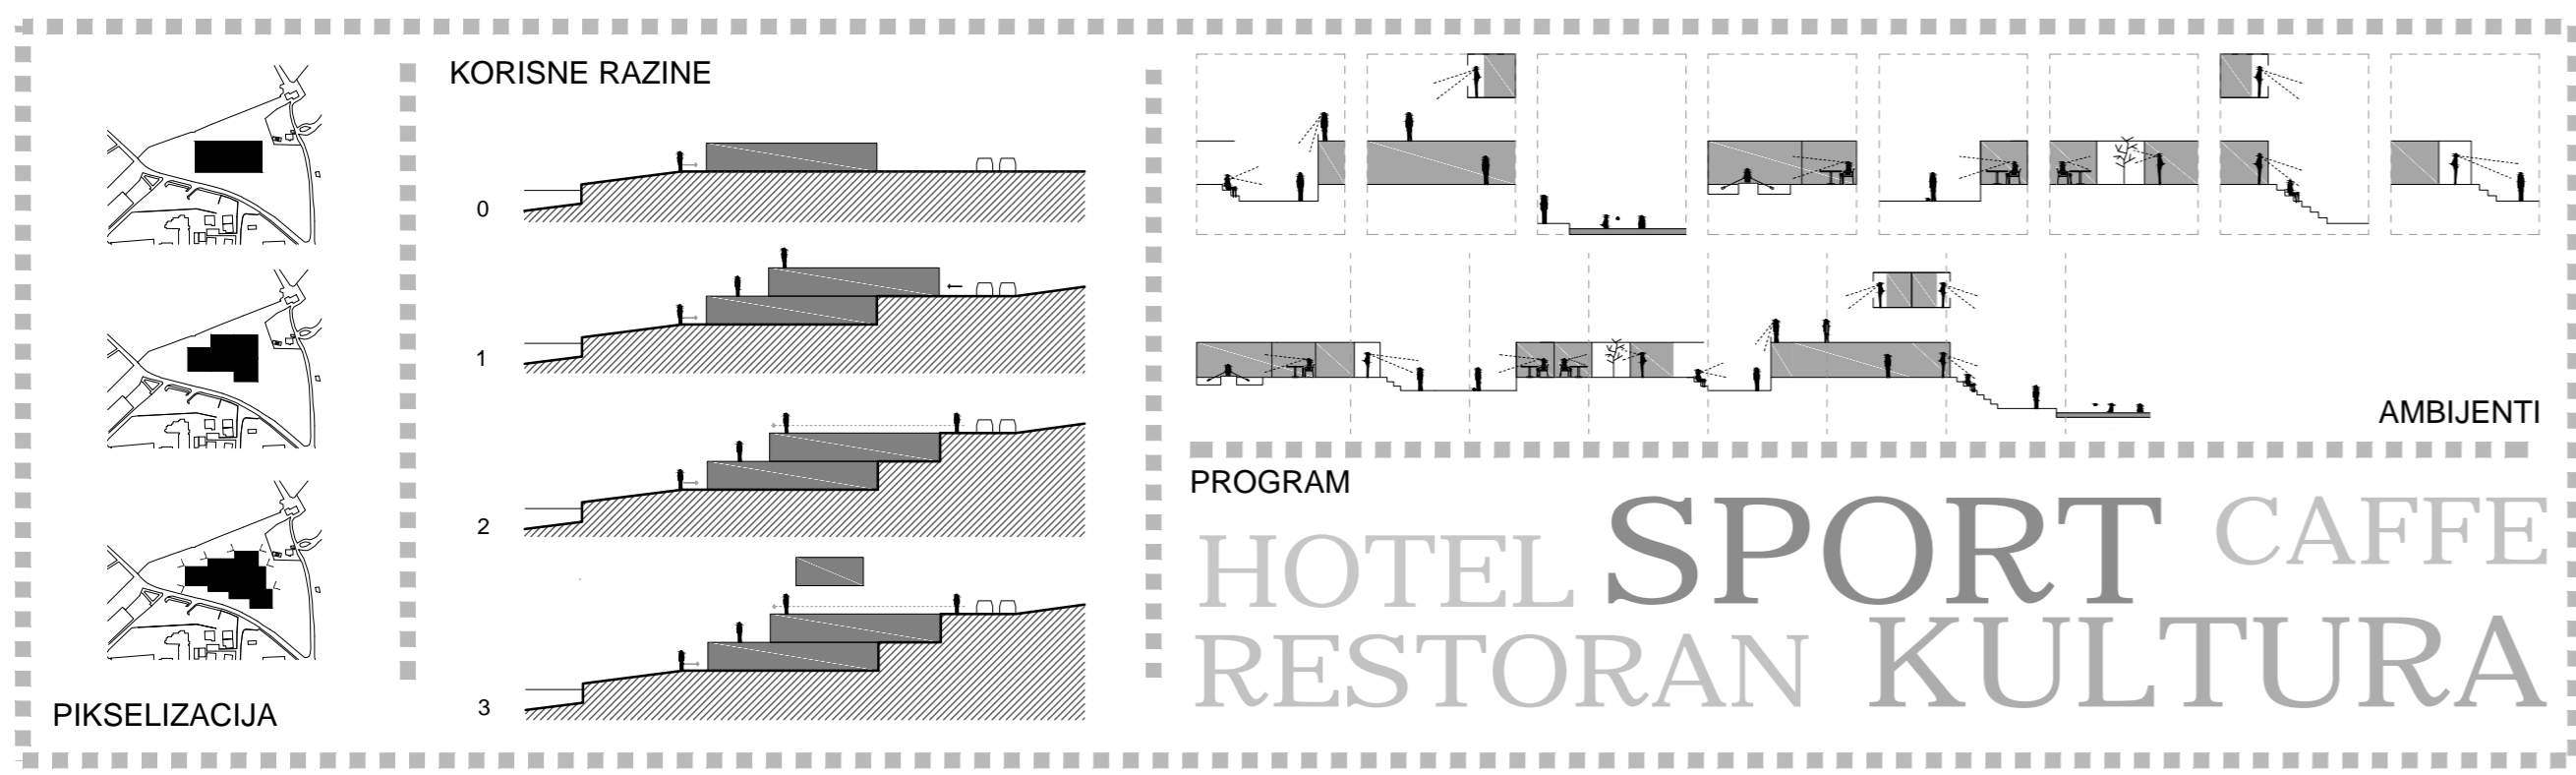 PIKSELIZACIJA
KORISNE RAZINE
0
1
2
3
AMBIJENTI
PROGRAM
HOTEL SPORT CAFFE
RESTORAN KULTURA